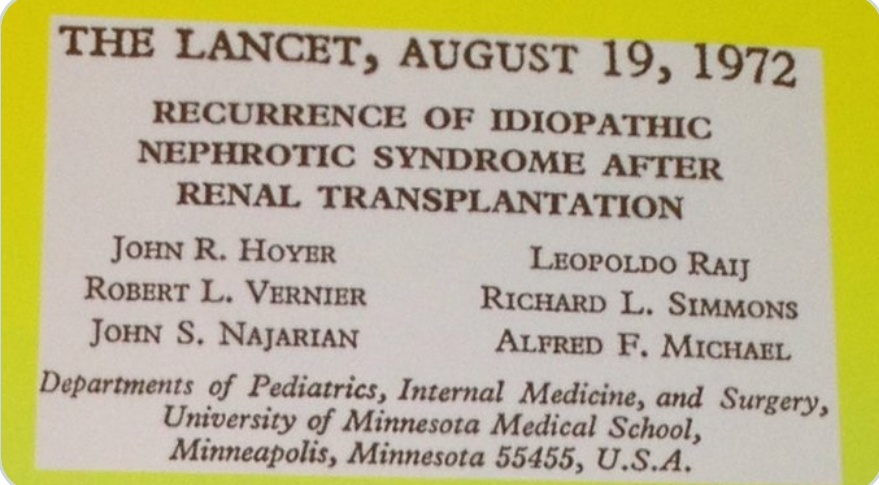 THE LANCET, AUGUST 19, 1972
RECURRENCE OF IDIOPATHIC
NEPHROTIC SYNDROME AFTER
RENAL TRANSPLANTATION
JOHN R. HOYER LEOPOLDO RAIJ
ROBERT L. VERNIER RICHARD L. SIMMONS
JOHN S. NAJARIAN ALFRED F. MICHAEL
Departments of Pediatrics, Internal Medicine, and Surgery,
University of Minnesota Medical School,
Minneapolis, Minnesota 55455, U.S.A.